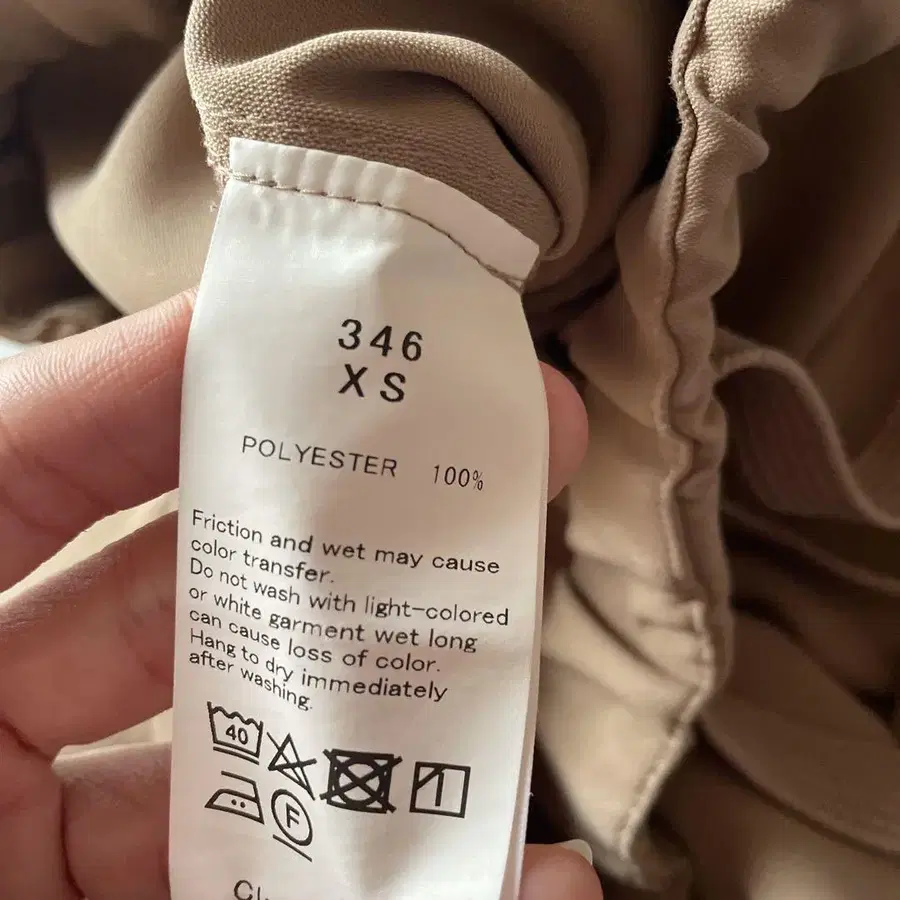 346
XS
POLYESTER 100%
Friction and wet may cause
color transfer.
Do not wash with light-colored
or white garment wet long
can cause loss of color.
Hang to dry immediately
after washing.
40
F